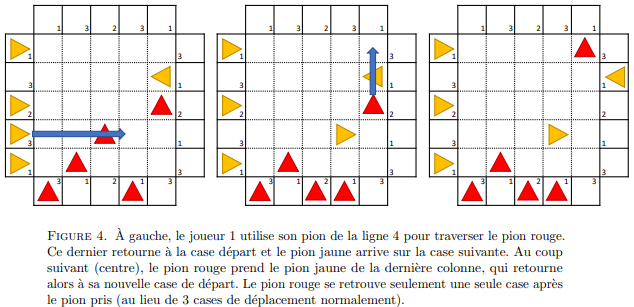 1 3 2 3 1 1 3 2 3 1 1 3 2 3 1
1 3 1 3 1 3
3 1 3 1 3 1
2 2 2 2 2 2
3 1 3 1 3 1
1 3 1 3 1 3
3 1 2 1 3 3 1 2 1 3 3 1 2 1 3
FIGURE 4. À gauche, le joueur 1 utilise son pion de la ligne 4 pour traverser le pion rouge.
Ce dernier retourne à la case départ et le pion jaune arrive sur la case suivante. Au coup
suivant (centre), le pion rouge prend le pion jaune de la dernière colonne, qui retourne
alors à sa nouvelle case de départ. Le pion rouge se retrouve seulement une seule case après
le pion pris (au lieu de 3 cases de déplacement normalement).